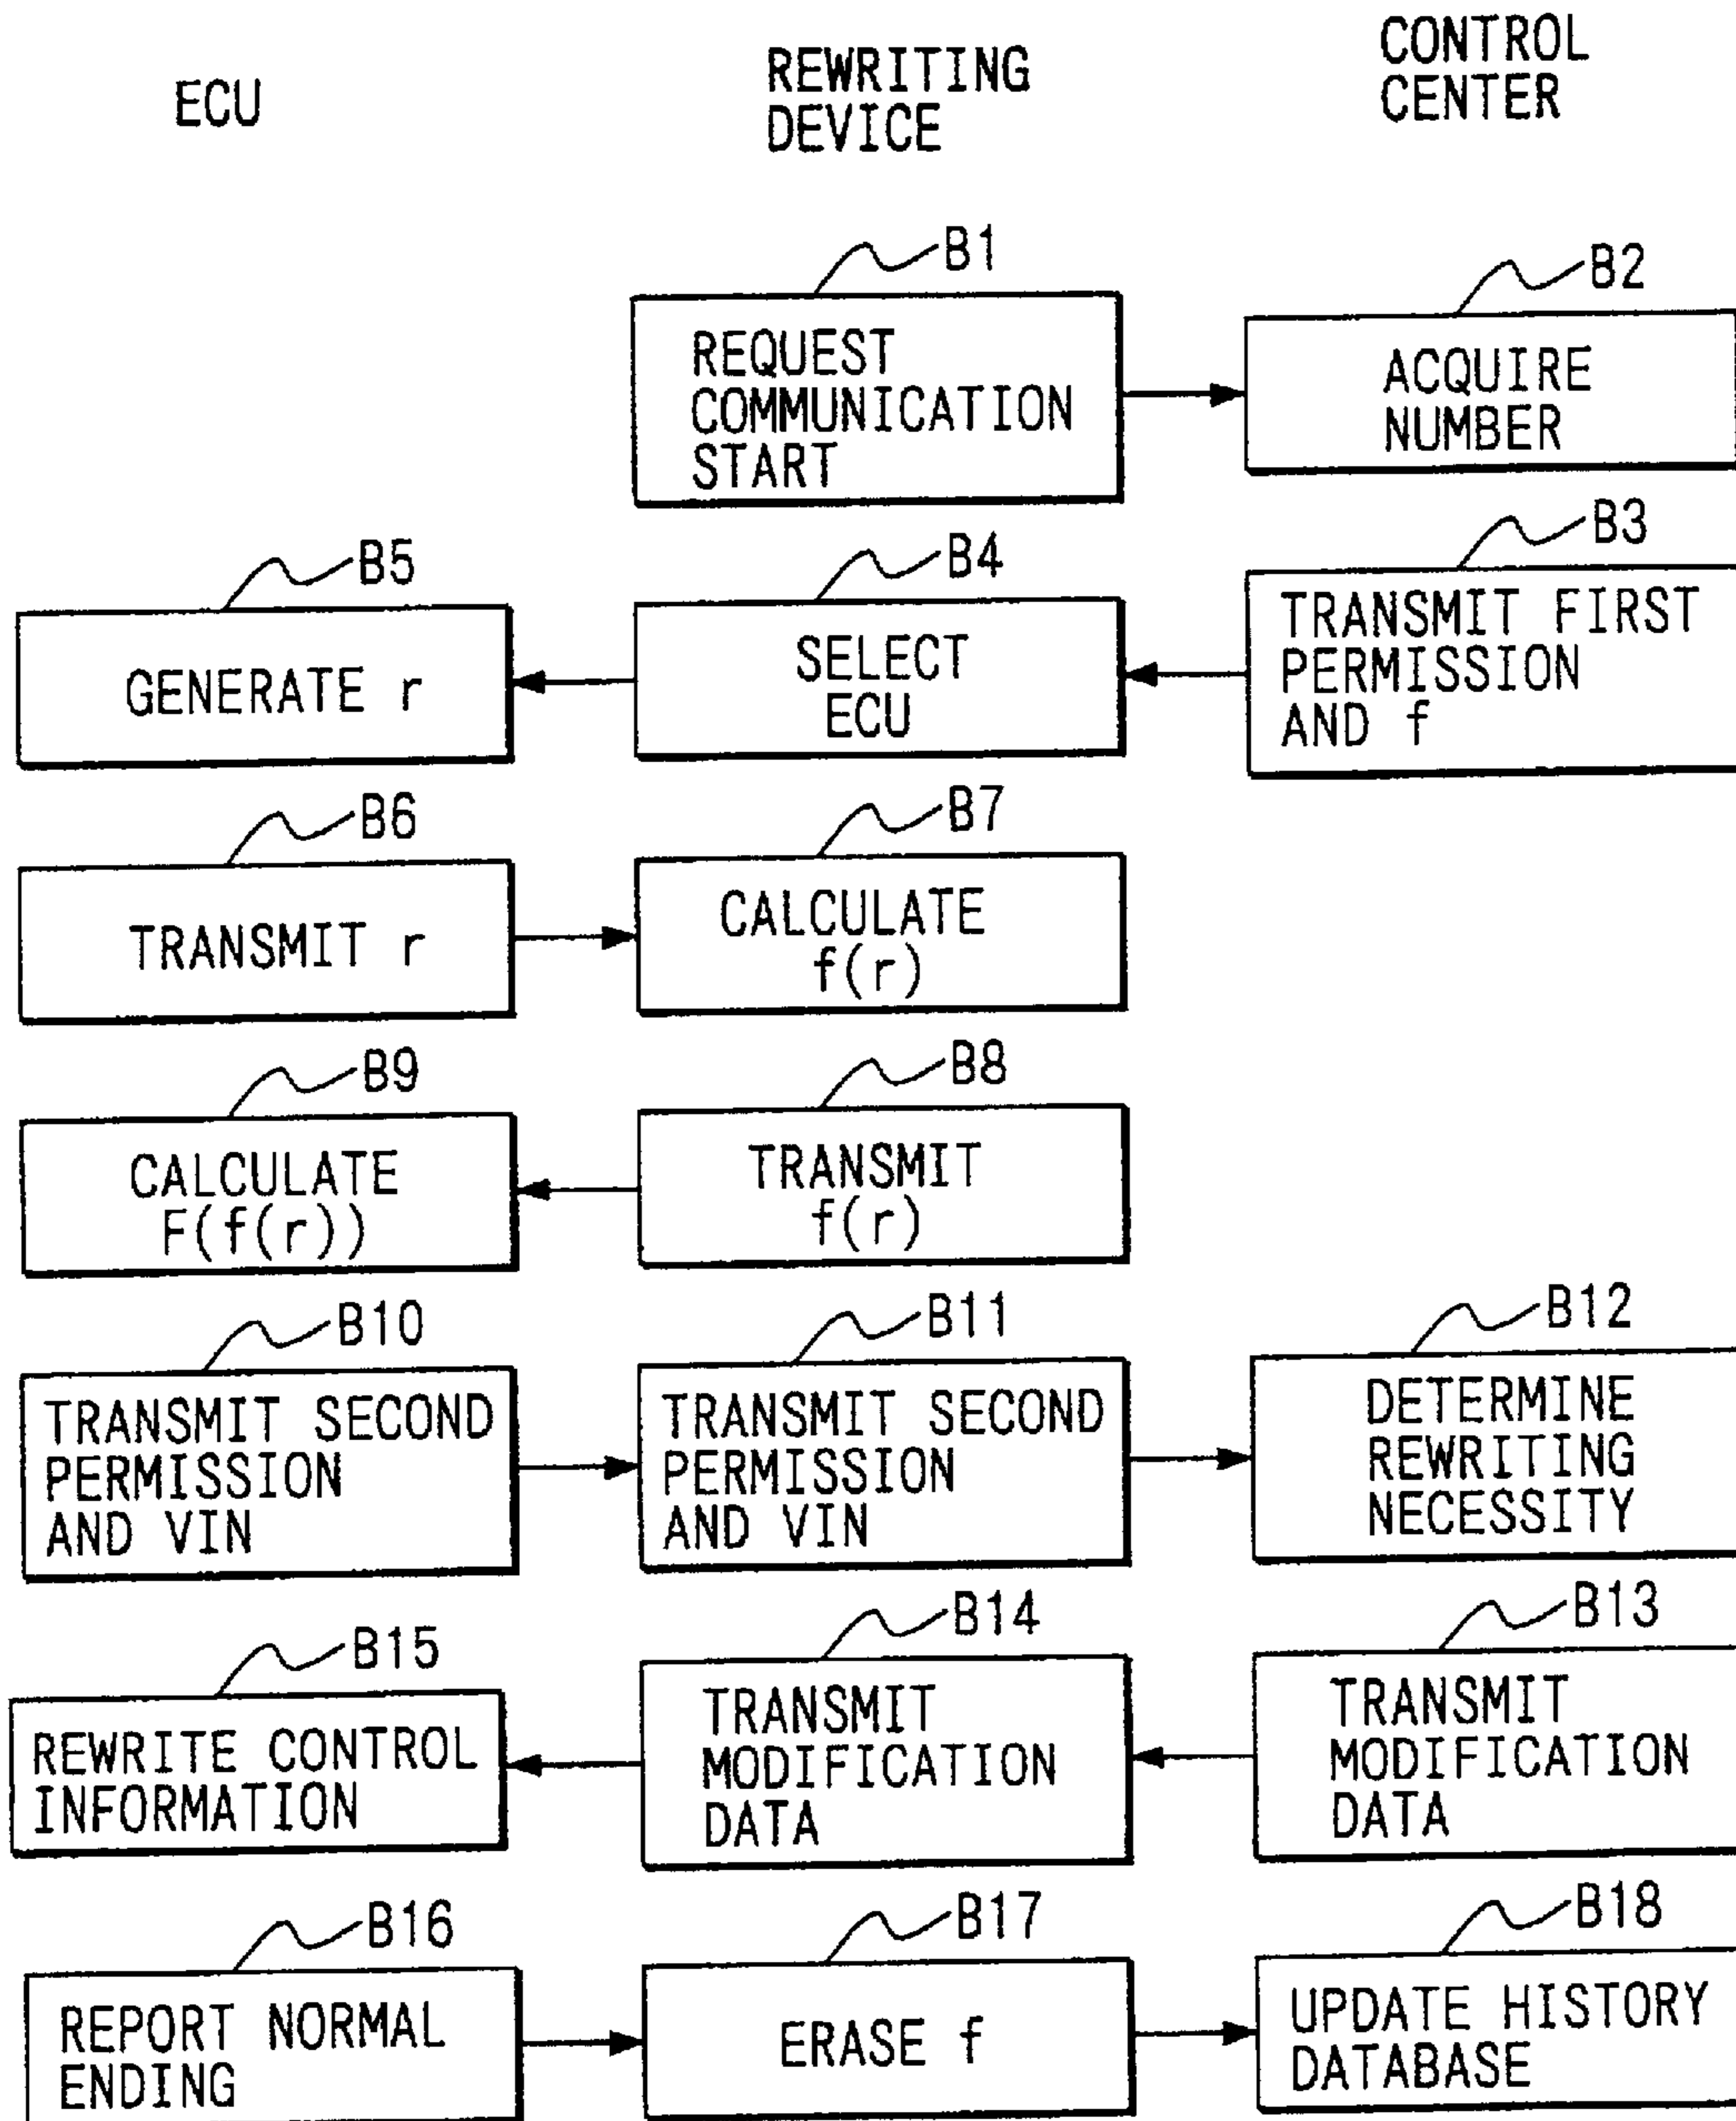 ECU
REWRITING
DEVICE
CONTROL
CENTER
B1
REQUEST
COMMUNICATION
START
B2
ACQUIRE
NUMBER
B5
GENERATE r
B4
SELECT
ECU
B3
TRANSMIT FIRST
PERMISSION
AND f
B6
TRANSMIT r
B7
CALCULATE
f(r)
B9
CALCULATE
F(f(r))
B8
TRANSMIT
f(r)
B10
TRANSMIT SECOND
PERMISSION
AND VIN
B11
TRANSMIT SECOND
PERMISSION
AND VIN
B12
DETERMINE
REWRITING
NECESSITY
B15
REWRITE CONTROL
INFORMATION
B14
TRANSMIT
MODIFICATION
DATA
B13
TRANSMIT
MODIFICATION
DATA
B16
REPORT NORMAL
ENDING
B17
ERASE f
B18
UPDATE HISTORY
DATABASE